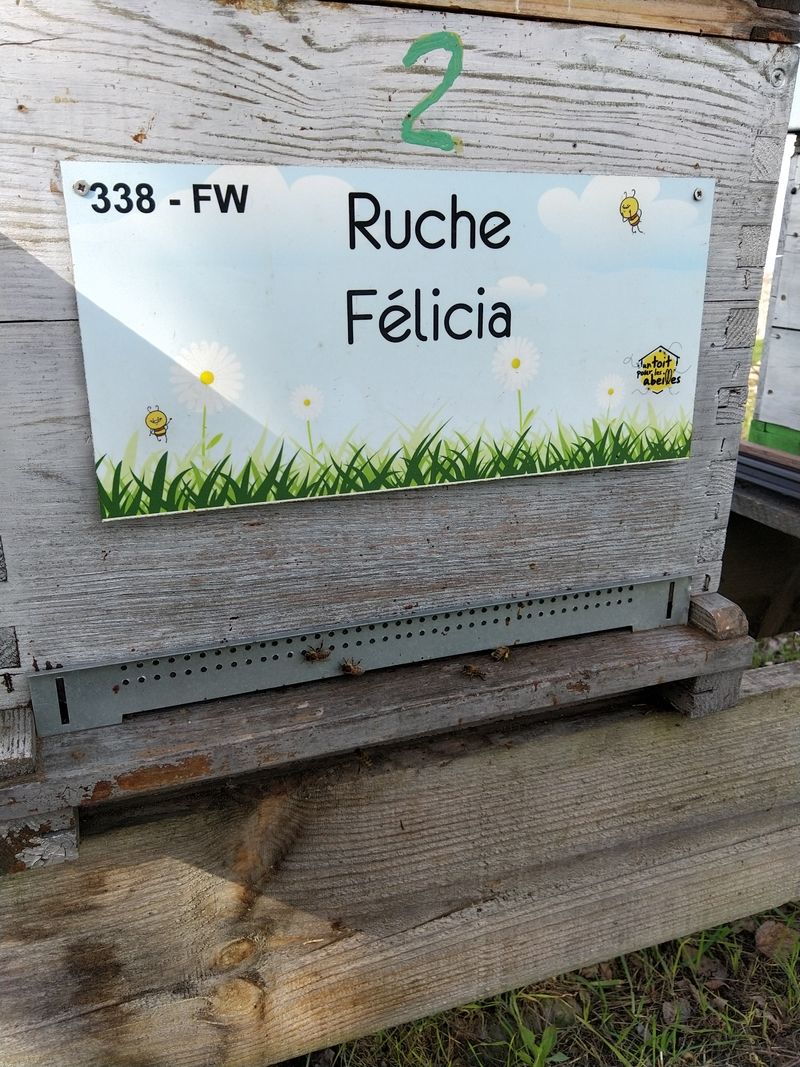 2
338 - FW
Ruche
Félicia
un toit
pour les
abeilles